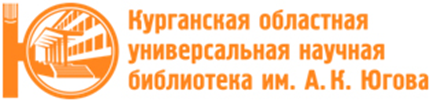 Курганская областная
универсальная научная
библиотека им. А. К. Югова